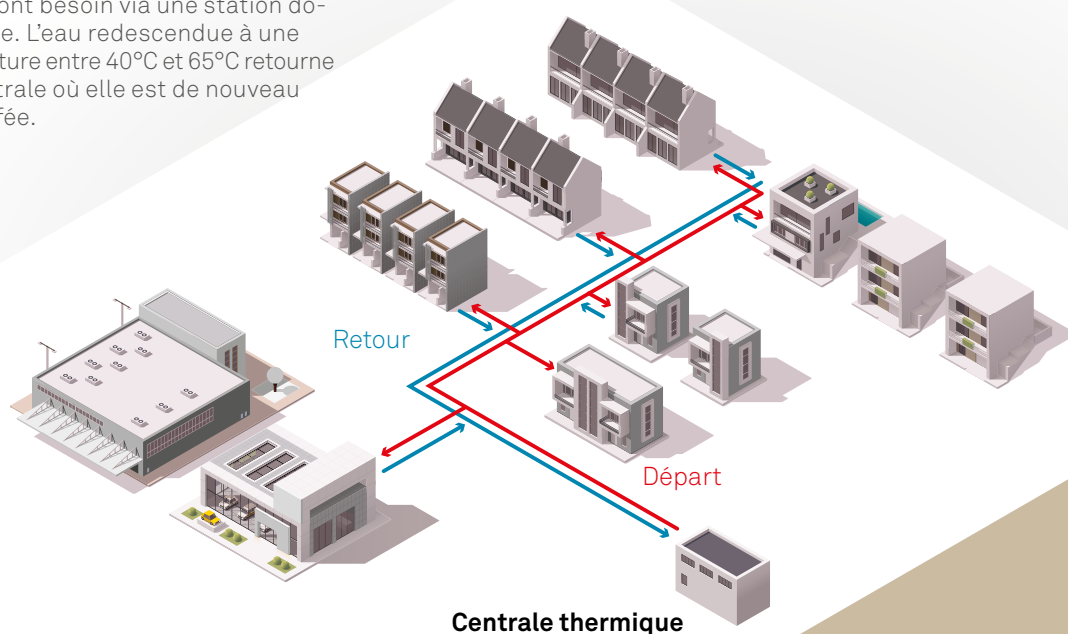 ont besoin via une station do-
e. L'eau redescendue à une
ture entre 40°C et 65°C retourne
trale où elle est de nouveau
fée.
Retour
Départ
Centrale thermique